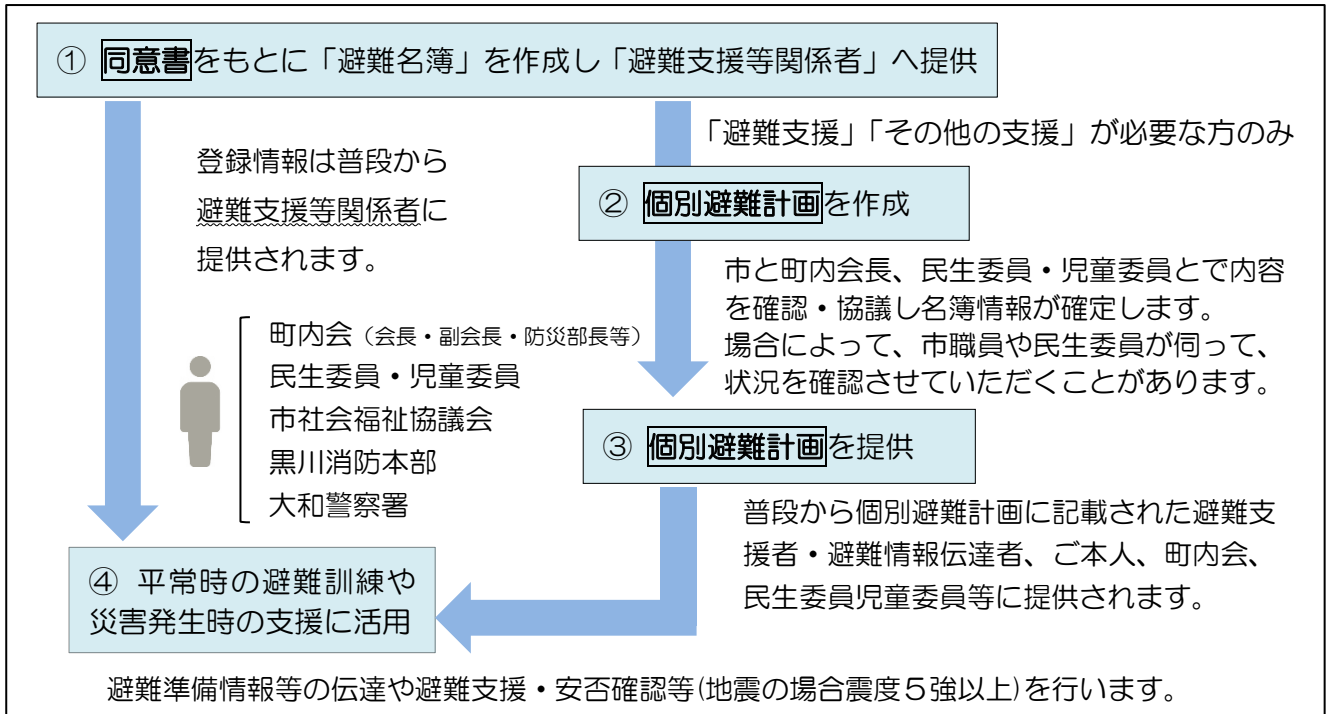 ① 同意書をもとに「避難名簿」を作成し「避難支援等関係者」へ提供
「避難支援」「その他の支援」が必要な方のみ
登録情報は普段から
避難支援等関係者に
提供されます。
② 個別避難計画を作成
市と町内会長、民生委員・児童委員とで内容
を確認・協議し名簿情報が確定します。
場合によって、市職員や民生委員が伺って、
状況を確認させていただくことがあります。
町内会（会長・副会長・防災部長等）
民生委員・児童委員
市社会福祉協議会
黒川消防本部
大和警察署
③ 個別避難計画を提供
普段から個別避難計画に記載された避難支
援者・避難情報伝達者、ご本人、町内会、
民生委員児童委員等に提供されます。
④ 平常時の避難訓練や
災害発生時の支援に活用
避難準備情報等の伝達や避難支援・安否確認等(地震の場合震度５強以上)を行います。